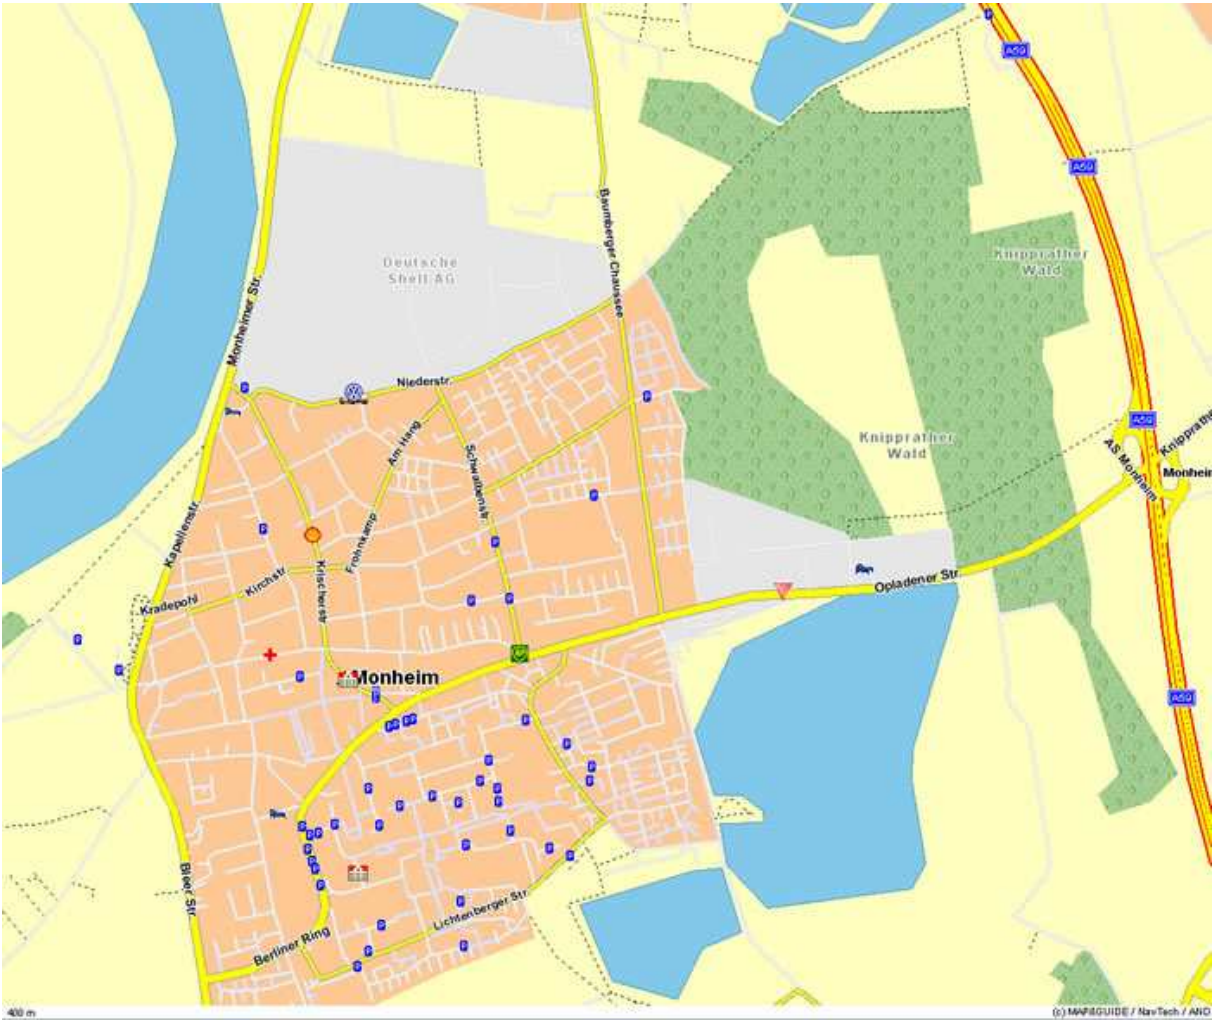 A59
A59
Baumberger Chaussee
Deutsche
Shell AG
Knipprather
Wald
Monheimer Str.
Niederstr.
A59
Knipprather
Wald
Am Hang
Schwalbenstr.
AS Monheim
Knipprathe
Monhein
Kapellenstr.
Frohnkamp
Krischerstr
Kirchstr
Kradepohl
Opladener Str
Monheim
A59
Bleer Str.
Lichtenberger Str
Berliner Ring
400 m
(c) MAP&GUIDE / NavTech / AND